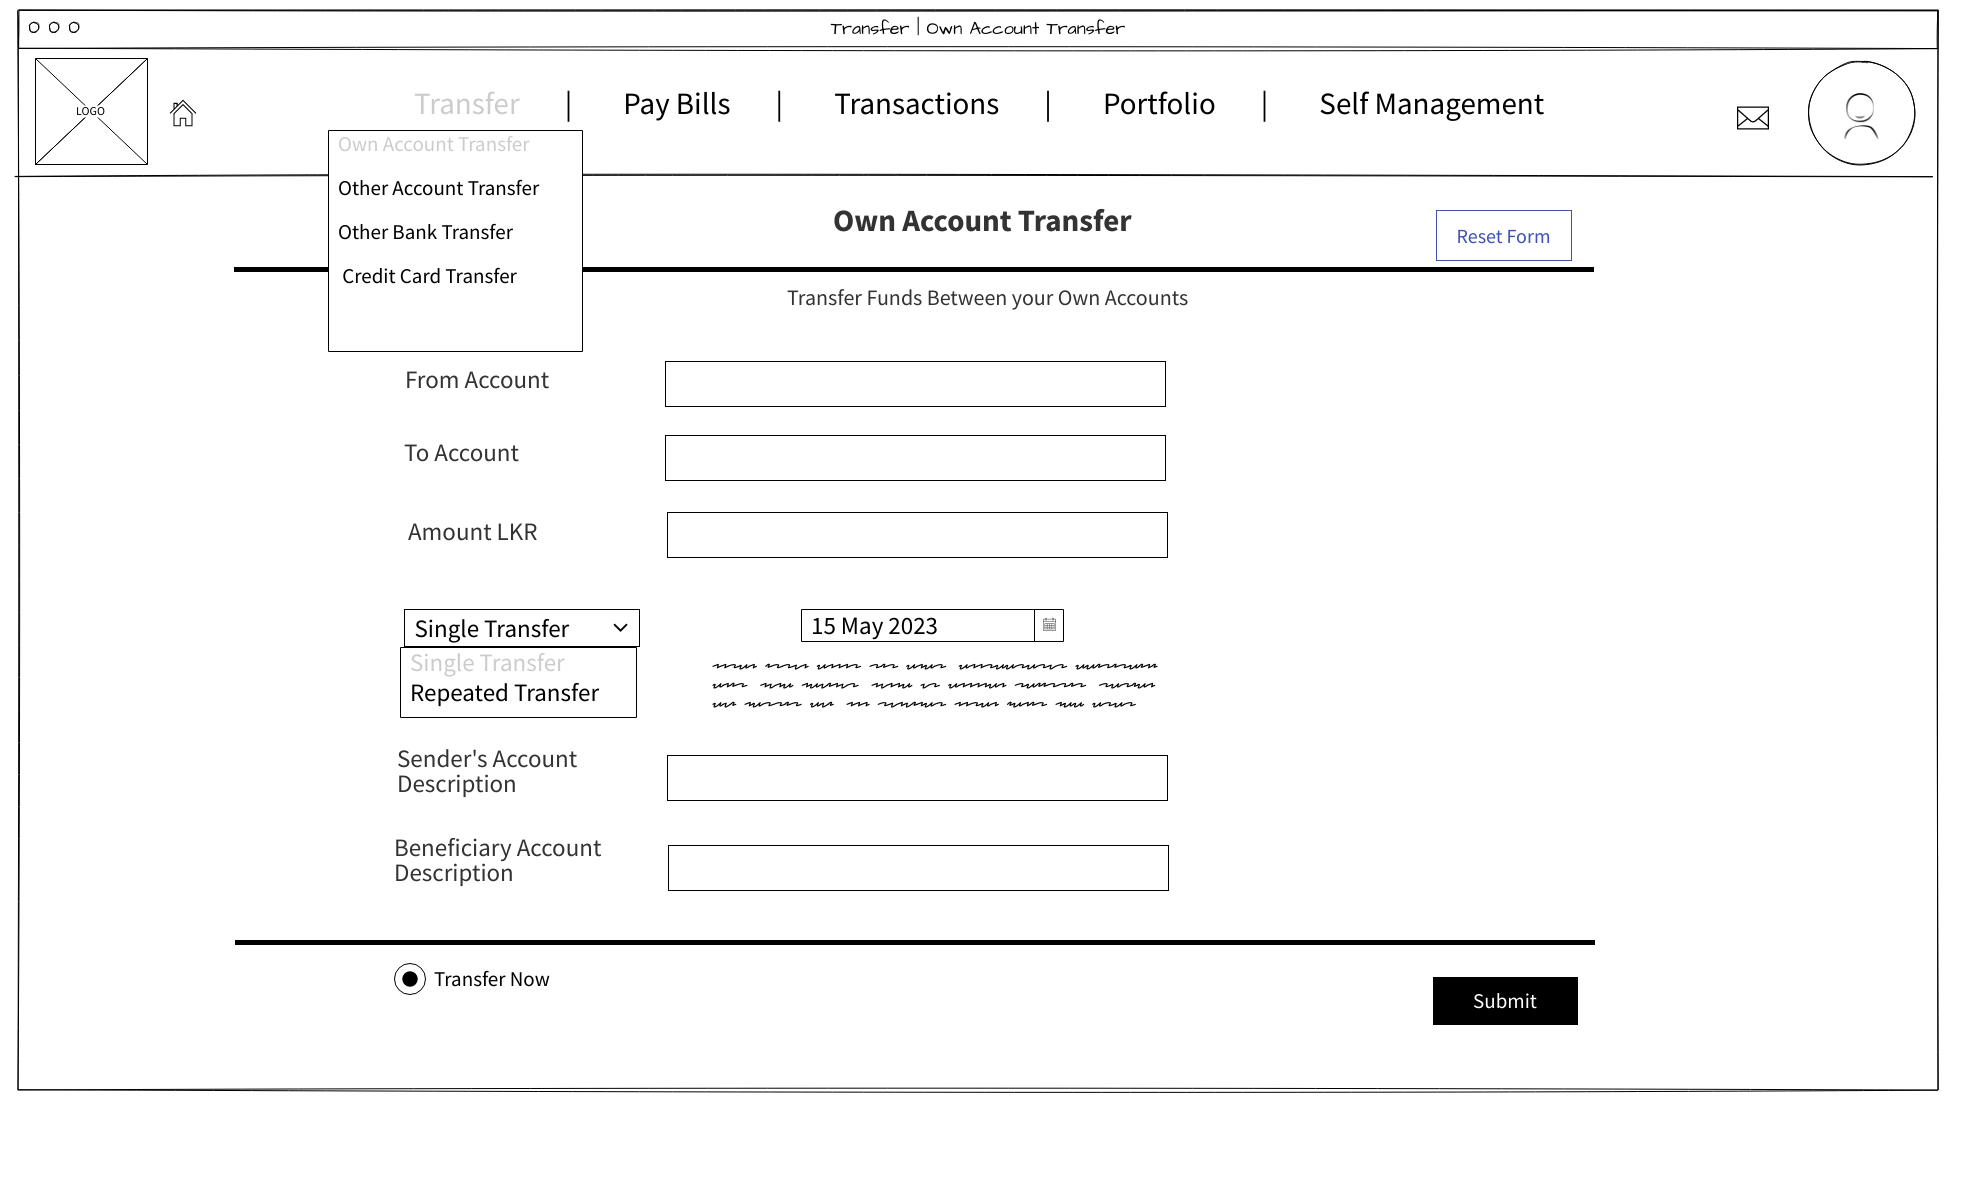 Transfer | Own Account Transfer
LOGO
Transfer | Pay Bills | Transactions | Portfolio | Self Management
Own Account Transfer
Other Account Transfer
Other Bank Transfer
Credit Card Transfer
Own Account Transfer
Reset Form
Transfer Funds Between your Own Accounts
From Account
To Account
Amount LKR
Single Transfer
15 May 2023
Single Transfer
Repeated Transfer
Sender's Account
Description
Beneficiary Account
Description
Transfer Now
Submit